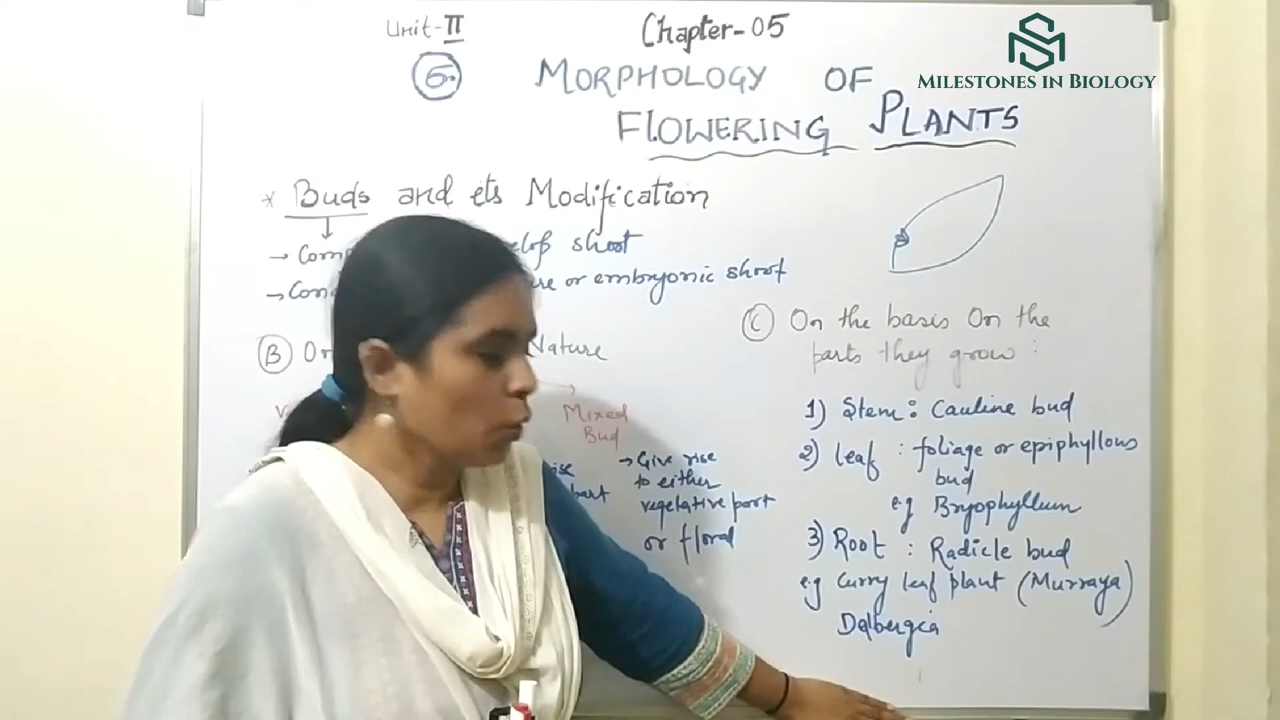 Unit-II
Chapter-05
6.
MORPHOLOGY OF
FLOWERING PLANTS
MILESTONES IN BIOLOGY
* Buds and its Modification
→ develop shoot
→ or embryonic shoot
(B) Nature
Mixed
Bud
→ Give rise
to either
vegetative part
or floral
(C) On the basis On the
parts they grow :
1) Stem : Cauline bud
2) leaf : foliage or epiphyllous
bud
e.g Bryophyllum
3) Root : Radicle bud
e.g Curry leaf plant (Murraya)
Dalbergia